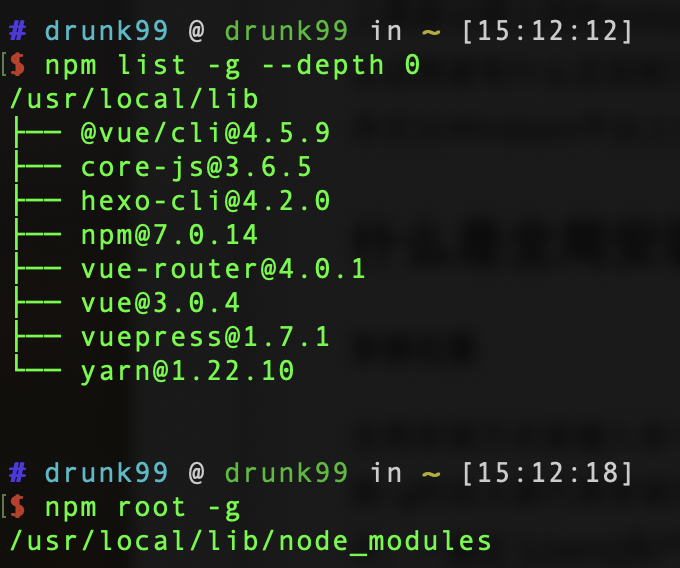 # drunk99 @ drunk99 in ~ [15:12:12]
[$ npm list -g --depth 0
/usr/local/lib
├── @vue/cli@4.5.9
├── core-js@3.6.5
├── hexo-cli@4.2.0
├── npm@7.0.14
├── vue-router@4.0.1
├── vue@3.0.4
├── vuepress@1.7.1
└── yarn@1.22.10
# drunk99 @ drunk99 in ~ [15:12:18]
[$ npm root -g
/usr/local/lib/node_modules